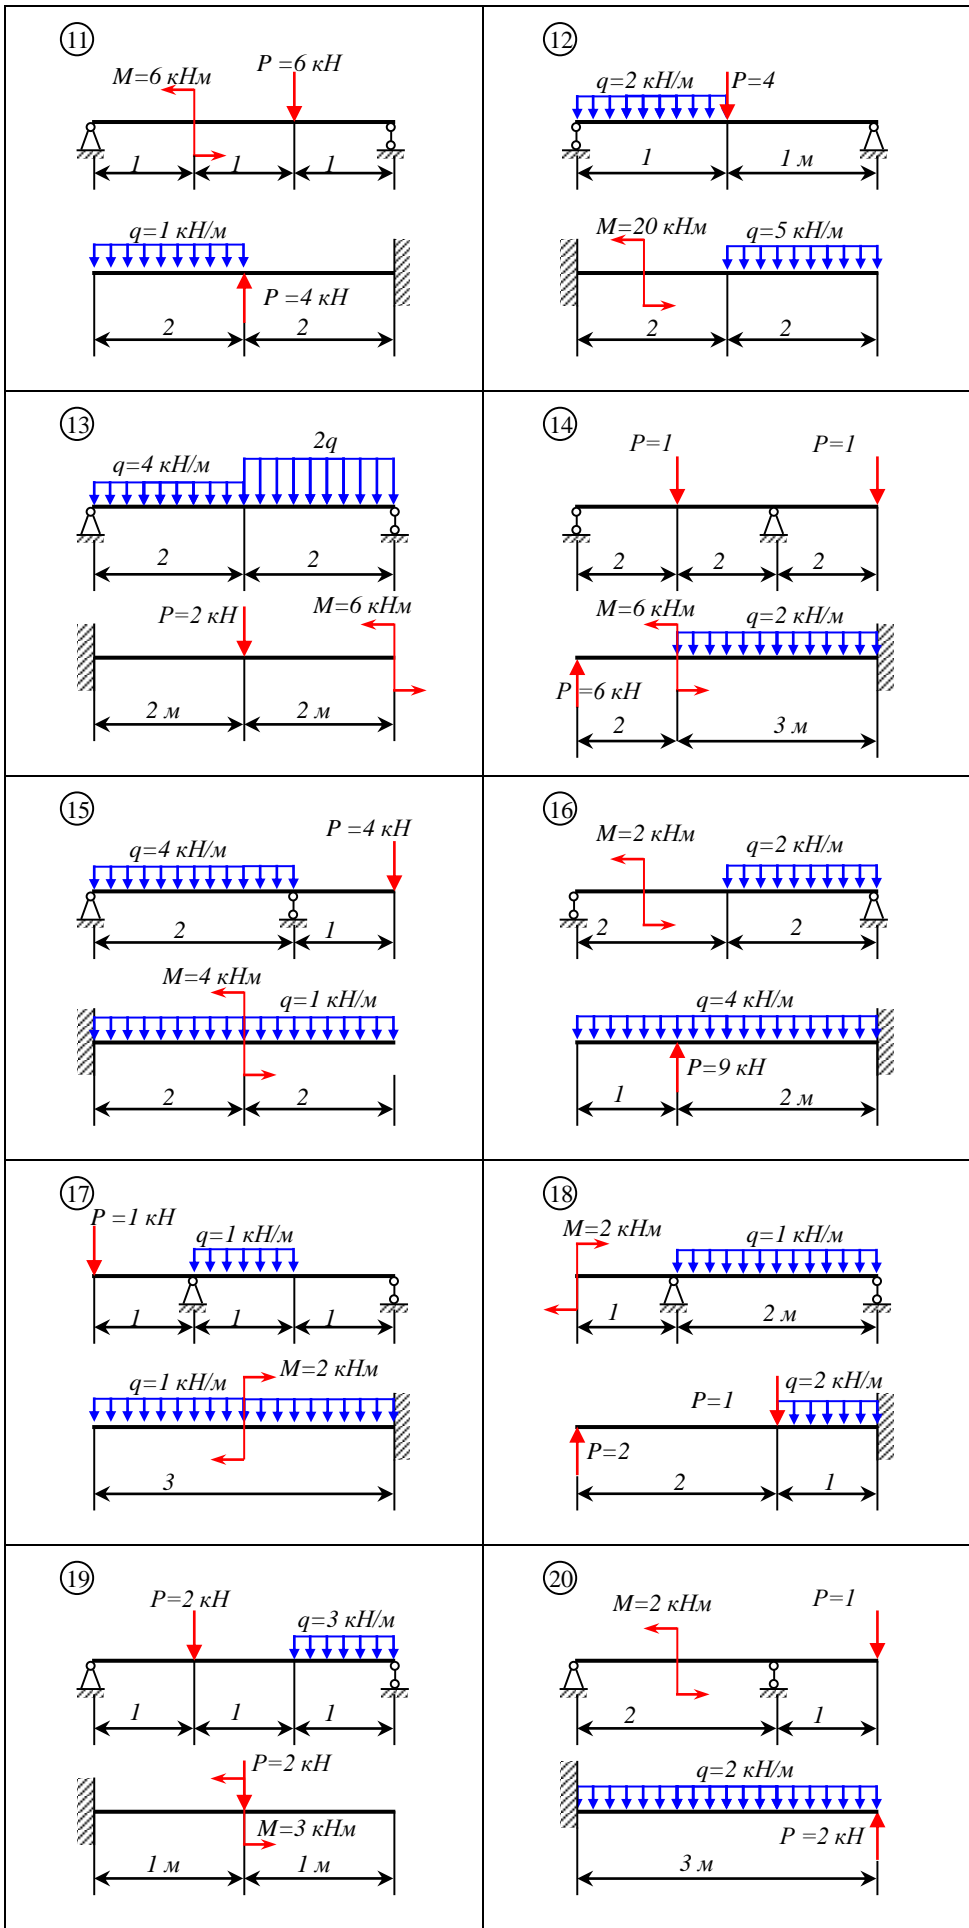 11
M=6 кНм
P =6 кН
1
1
1
q=1 кН/м
P =4 кН
2
2
12
q=2 кН/м
P=4
1
1 м
M=20 кНм
q=5 кН/м
2
2
13
q=4 кН/м
2q
2
2
P=2 кН
M=6 кНм
2 м
2 м
14
P=1
P=1
2
2
2
M=6 кНм
q=2 кН/м
P =6 кН
2
3 м
15
q=4 кН/м
P =4 кН
2
1
M=4 кНм
q=1 кН/м
2
2
16
M=2 кНм
q=2 кН/м
2
2
q=4 кН/м
P=9 кН
1
2 м
17
P =1 кН
q=1 кН/м
1
1
1
q=1 кН/м
M=2 кНм
3
18
M=2 кНм
q=1 кН/м
1
2 м
P=1
q=2 кН/м
P=2
2
1
19
P=2 кН
q=3 кН/м
1
1
1
P=2 кН
M=3 кНм
1 м
1 м
20
M=2 кНм
P=1
2
1
q=2 кН/м
P =2 кН
3 м